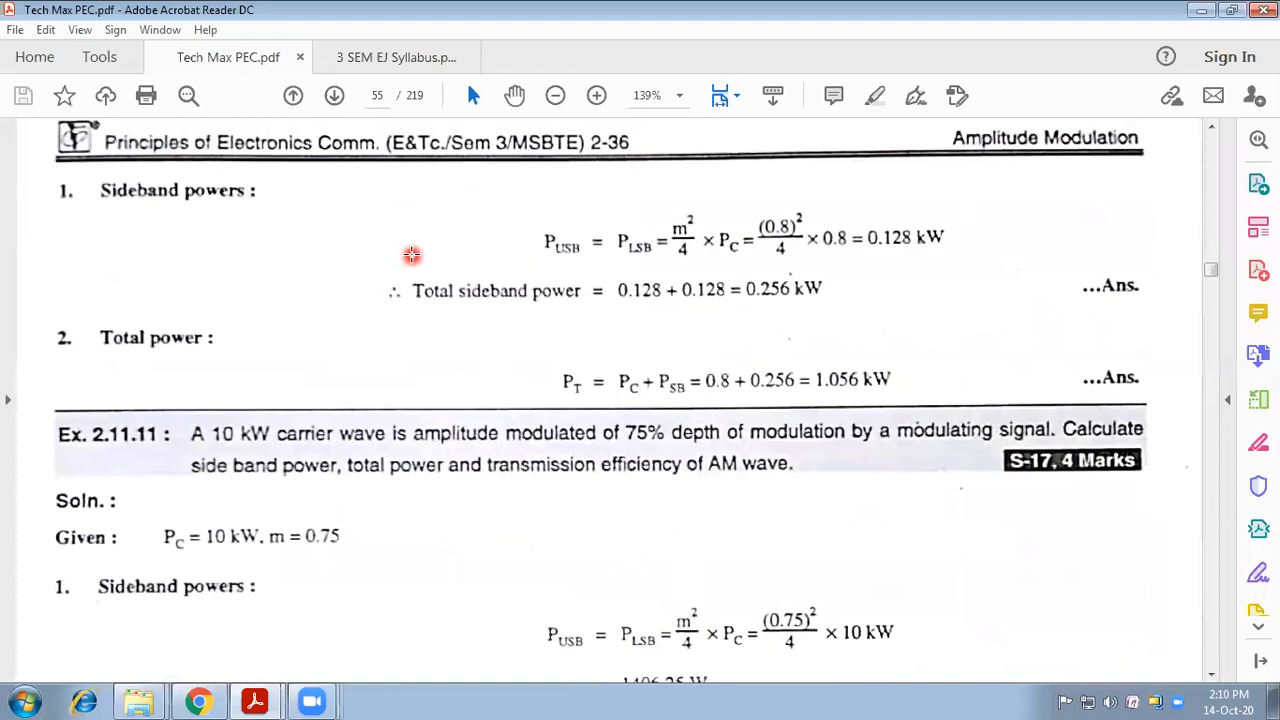 Tech Max PEC.pdf - Adobe Acrobat Reader DC
File Edit View Sign Window Help
Home Tools Tech Max PEC.pdf × 3 SEM EJ Syllabus.p... Sign In
55 / 219 139%
Principles of Electronics Comm. (E&Tc./Sem 3/MSBTE) 2-36 Amplitude Modulation
1. Sideband powers :
P_USB = P_LSB = m²/4 × P_C = (0.8)²/4 × 0.8 = 0.128 kW
∴ Total sideband power = 0.128 + 0.128 = 0.256 kW ...Ans.
2. Total power :
P_T = P_C + P_SB = 0.8 + 0.256 = 1.056 kW ...Ans.
Ex. 2.11.11 : A 10 kW carrier wave is amplitude modulated of 75% depth of modulation by a modulating signal. Calculate
side band power, total power and transmission efficiency of AM wave. S-17, 4 Marks
Soln. :
Given : P_C = 10 kW, m = 0.75
1. Sideband powers :
P_USB = P_LSB = m²/4 × P_C = (0.75)²/4 × 10 kW
1406.25 W
2:10 PM
14-Oct-20